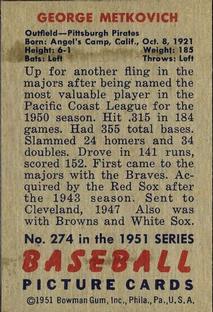 GEORGE METKOVICH
Outfield—Pittsburgh Pirates
Born: Angel's Camp, Calif., Oct. 8, 1921
Height: 6-1 Weight: 185
Bats: Left Throws: Left
Up for another fling in the
majors after being named the
most valuable player in the
Pacific Coast League for the
1950 season. Hit .315 in 184
games. Had 355 total bases.
Slammed 24 homers and 34
doubles. Drove in 141 runs,
scored 152. First came to the
majors with the Braves. Ac-
quired by the Red Sox after
the 1943 season. Sent to
Cleveland, 1947. Also was
with Browns and White Sox.
No. 274 in the 1951 SERIES
BASEBALL
PICTURE CARDS
©1951 Bowman Gum, Inc., Phila., Pa., U.S.A.